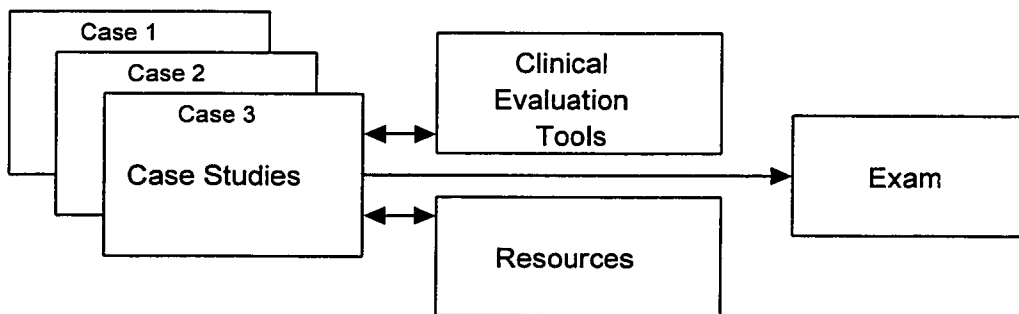 Case 1
Case 2
Case 3
Case Studies
Clinical
Evaluation
Tools
Resources
Exam